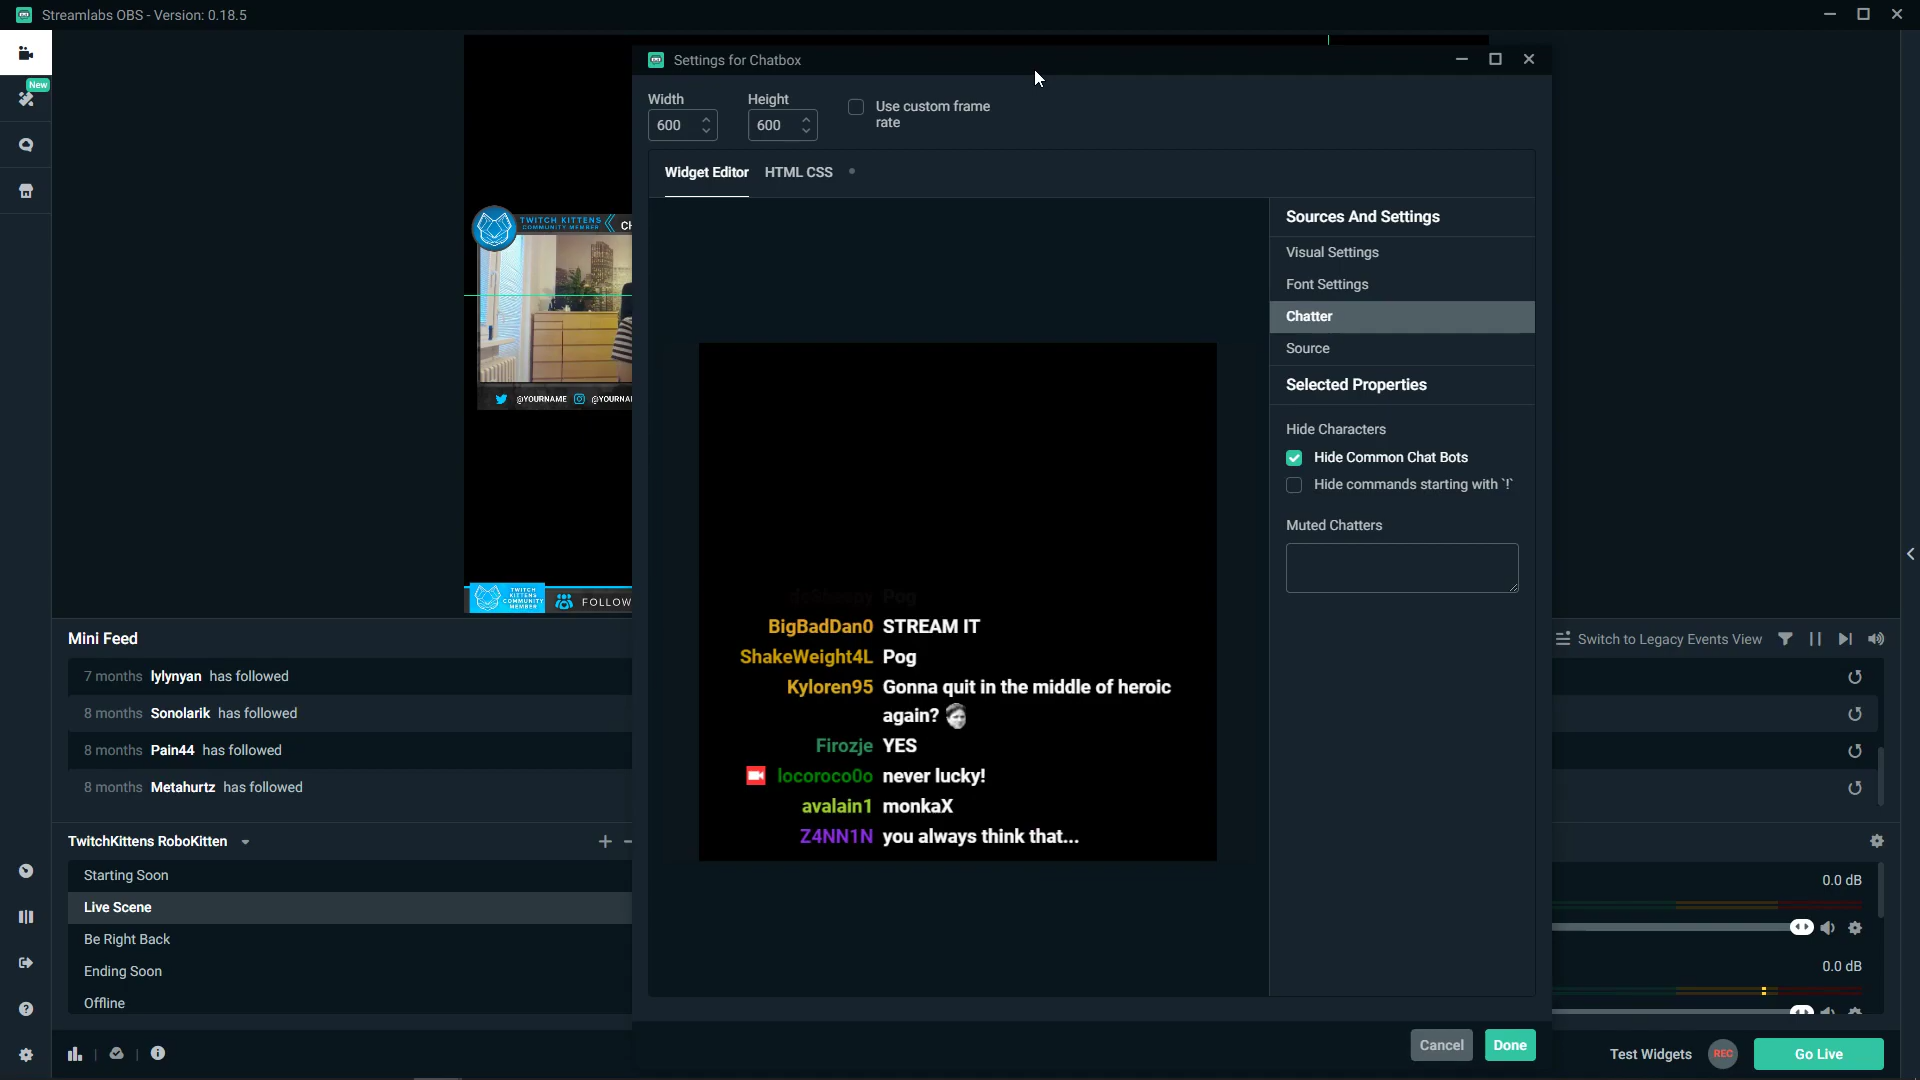 Streamlabs OBS - Version: 0.18.5
New
Settings for Chatbox
Width
Height
600
600
Use custom frame
rate
Widget Editor
HTML CSS
Sources And Settings
Visual Settings
Font Settings
Chatter
Source
Selected Properties
Hide Characters
Hide Common Chat Bots
Hide commands starting with `!`
Muted Chatters
TWITCH KITTENS
COMMUNITY MEMBER
CH
@YOURNAME
@YOURNA
TWITCH
KITTENS
COMMUNITY
MEMBER
FOLLOW
Pog
BigBadDan0 STREAM IT
ShakeWeight4L Pog
Kyloren95 Gonna quit in the middle of heroic
again?
Firozje YES
locoroco0o never lucky!
avalain1 monkaX
Z4NN1N you always think that...
Mini Feed
Switch to Legacy Events View
7 months lylynyan has followed
8 months Sonolarik has followed
8 months Pain44 has followed
8 months Metahurtz has followed
TwitchKittens RoboKitten
Starting Soon
Live Scene
Be Right Back
Ending Soon
Offline
0.0 dB
0.0 dB
Cancel
Done
Test Widgets
REC
Go Live